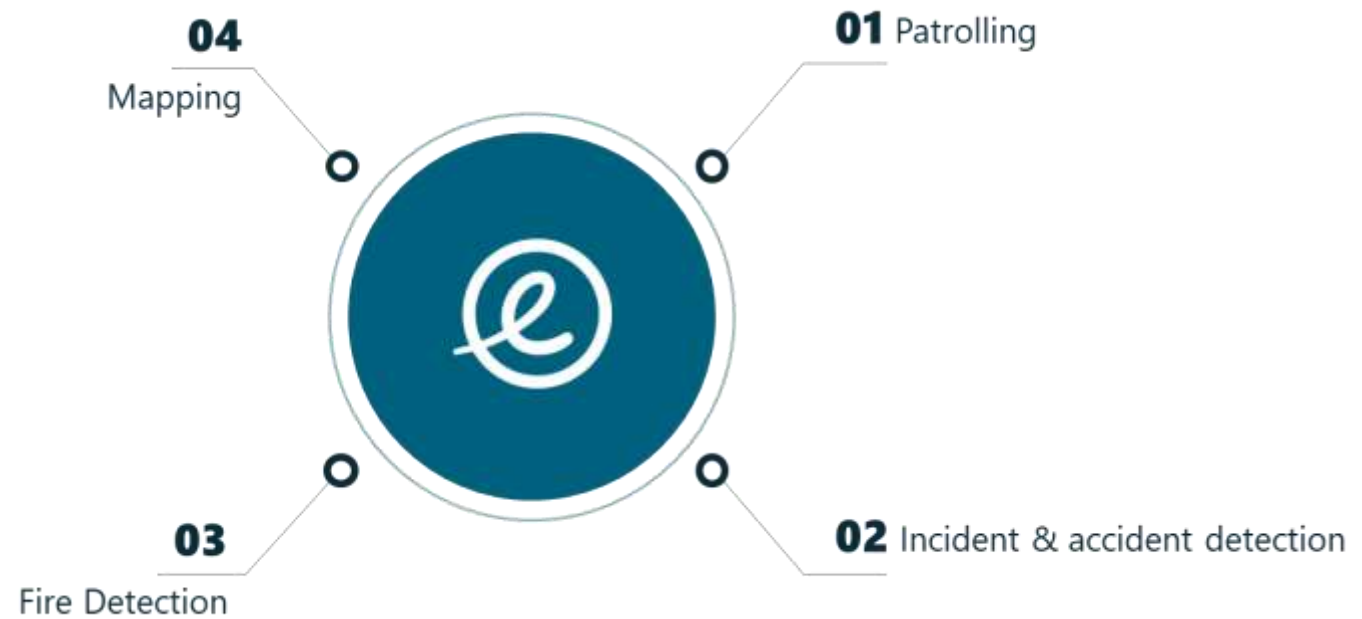 04
Mapping
01 Patrolling
e
03
Fire Detection
02 Incident & accident detection